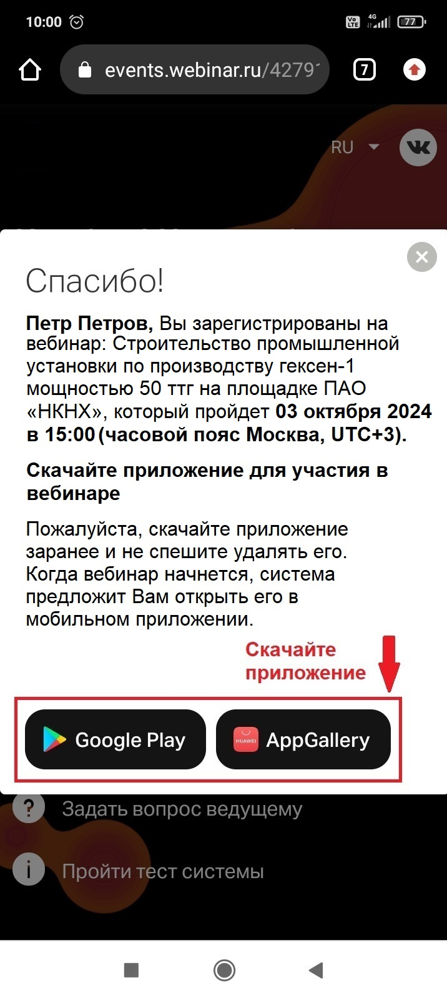 10:00
Vo LTE
4G
77
events.webinar.ru/4279
7
RU
Спасибо!
Петр Петров, Вы зарегистрированы на
вебинар: Строительство промышленной
установки по производству гексен-1
мощностью 50 ттг на площадке ПАО
«НКНХ», который пройдет 03 октября 2024
в 15:00 (часовой пояс Москва, UTC+3).
Скачайте приложение для участия в
вебинаре
Пожалуйста, скачайте приложение
заранее и не спешите удалять его.
Когда вебинар начнется, система
предложит Вам открыть его в
мобильном приложении.
Скачайте
приложение
Google Play
HUAWEI
AppGallery
?
Задать вопрос ведущему
i
Пройти тест системы